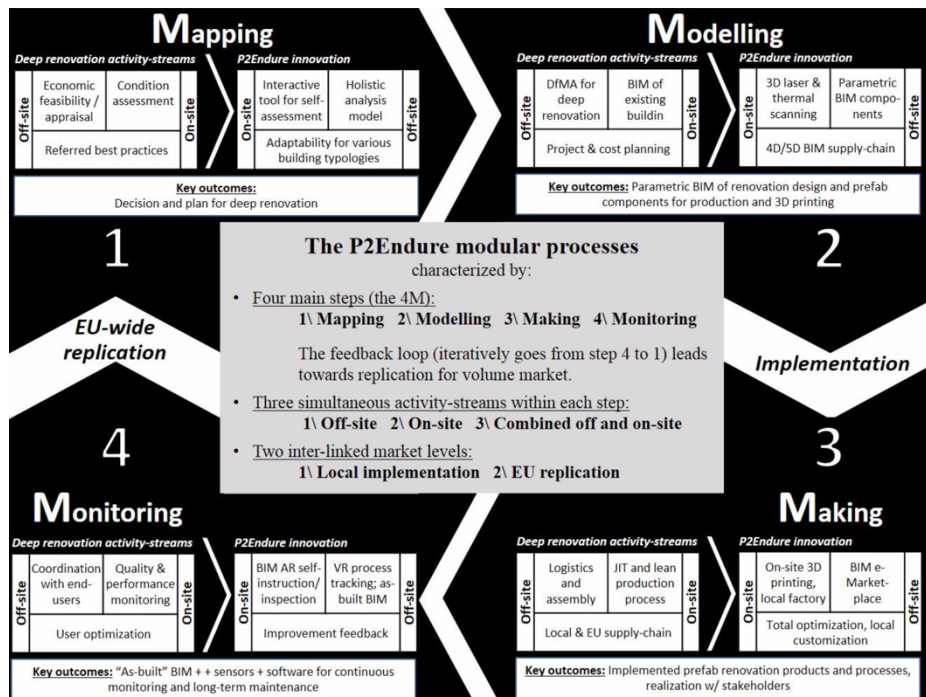 Mapping
Deep renovation activity-streams
P2Endure innovation
Off-site
Economic
feasibility /
appraisal
Condition
assessment
On-site
Referred best practices
Off-site
Interactive
tool for self-
assessment
Holistic
analysis
model
On-site
Adaptability for various
building typologies
Key outcomes:
Decision and plan for deep renovation
1
Modelling
Deep renovation activity-streams
P2Endure innovation
Off-site
DfMA for
deep
renovation
BIM of
existing
buildin
On-site
Project & cost planning
Off-site
3D laser &
thermal
scanning
Parametric
BIM compo-
nents
On-site
4D/5D BIM supply-chain
Key outcomes: Parametric BIM of renovation design and prefab
components for production and 3D printing
2
The P2Endure modular processes
characterized by:
• Four main steps (the 4M):
1\ Mapping 2\ Modelling 3\ Making 4\ Monitoring
The feedback loop (iteratively goes from step 4 to 1) leads
towards replication for volume market.
• Three simultaneous activity-streams within each step:
1\ Off-site 2\ On-site 3\ Combined off and on-site
• Two inter-linked market levels:
1\ Local implementation 2\ EU replication
EU-wide
replication
Implementation
4
Monitoring
Deep renovation activity-streams
P2Endure innovation
Off-site
Coordination
with end-
users
Quality &
performance
monitoring
On-site
User optimization
Off-site
BIM AR self-
instruction/
inspection
VR process
tracking; as-
built BIM
On-site
Improvement feedback
Key outcomes: “As-built” BIM + + sensors + software for continuous
monitoring and long-term maintenance
3
Making
Deep renovation activity-streams
P2Endure innovation
Off-site
Logistics
and
assembly
JIT and lean
production
process
On-site
Local & EU supply-chain
Off-site
On-site 3D
printing,
local factory
BIM e-
Market-
place
On-site
Total optimization, local
customization
Key outcomes: Implemented prefab renovation products and processes,
realization w/ stakeholders